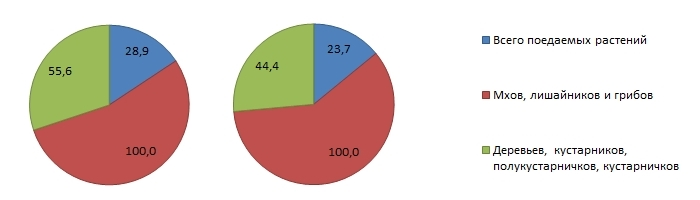 28,9
55,6
100,0
23,7
44,4
100,0
Всего поедаемых растений
Мхов, лишайников и грибов
Деревьев, кустарников,
полукустарничков, кустарничков